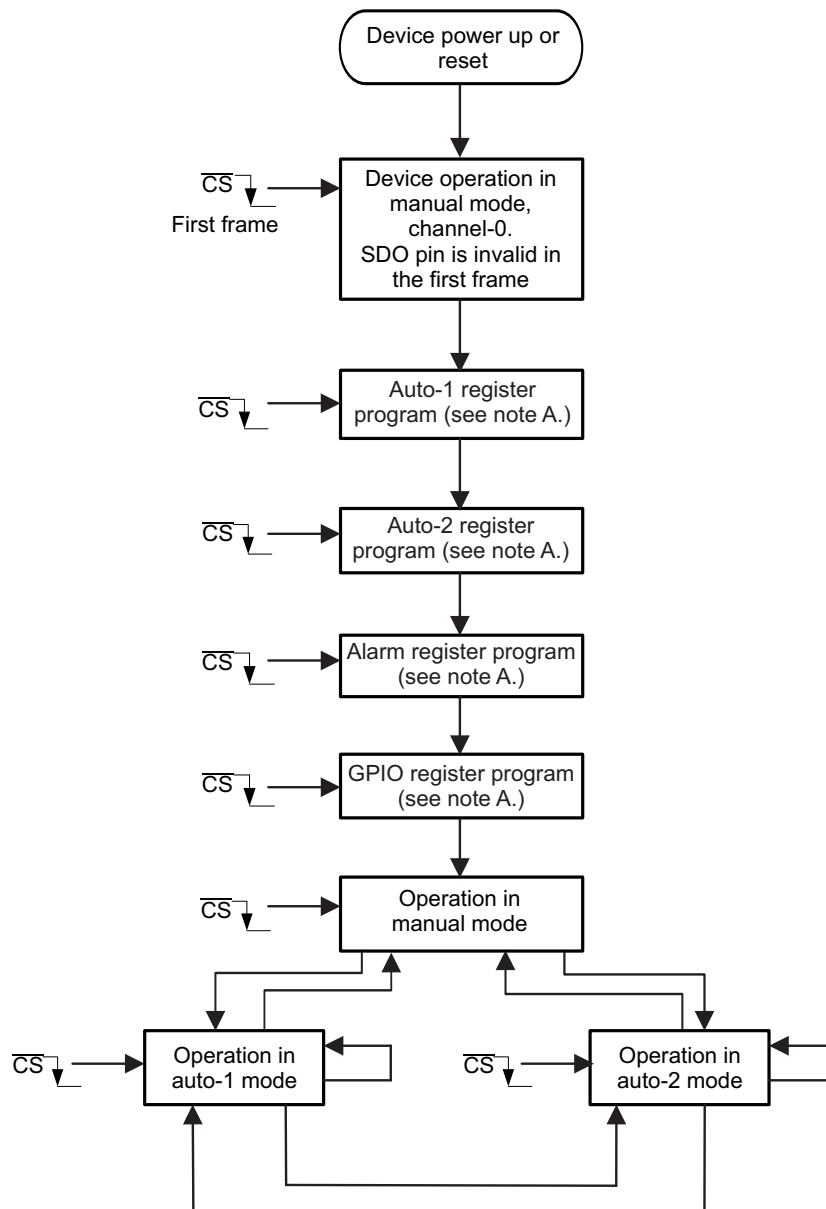 Device power up or
reset
CS
First frame
Device operation in
manual mode,
channel-0.
SDO pin is invalid in
the first frame
CS
Auto-1 register
program (see note A.)
CS
Auto-2 register
program (see note A.)
CS
Alarm register program
(see note A.)
CS
GPIO register program
(see note A.)
CS
Operation in
manual mode
CS
Operation in
auto-1 mode
CS
Operation in
auto-2 mode